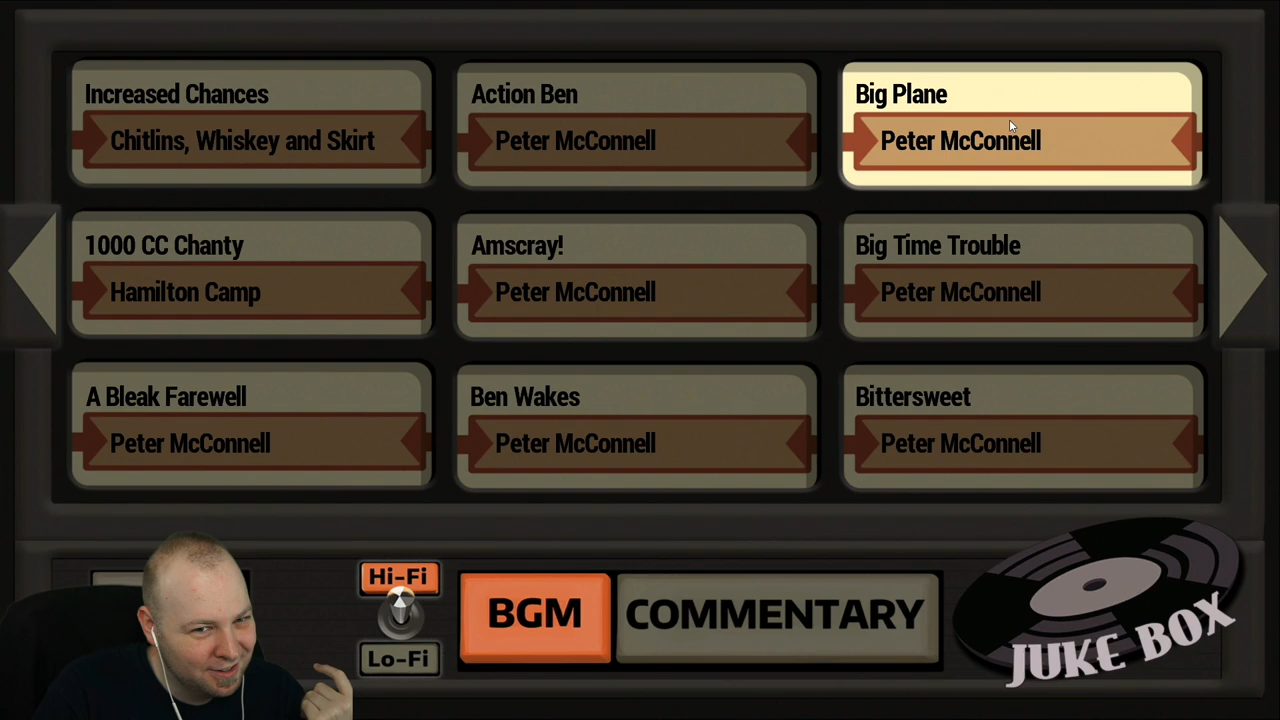 Increased Chances
Chitlins, Whiskey and Skirt
Action Ben
Peter McConnell
Big Plane
Peter McConnell
1000 CC Chanty
Hamilton Camp
Amscray!
Peter McConnell
Big Time Trouble
Peter McConnell
A Bleak Farewell
Peter McConnell
Ben Wakes
Peter McConnell
Bittersweet
Peter McConnell
Hi-Fi
Lo-Fi
BGM
COMMENTARY
JUKE BOX